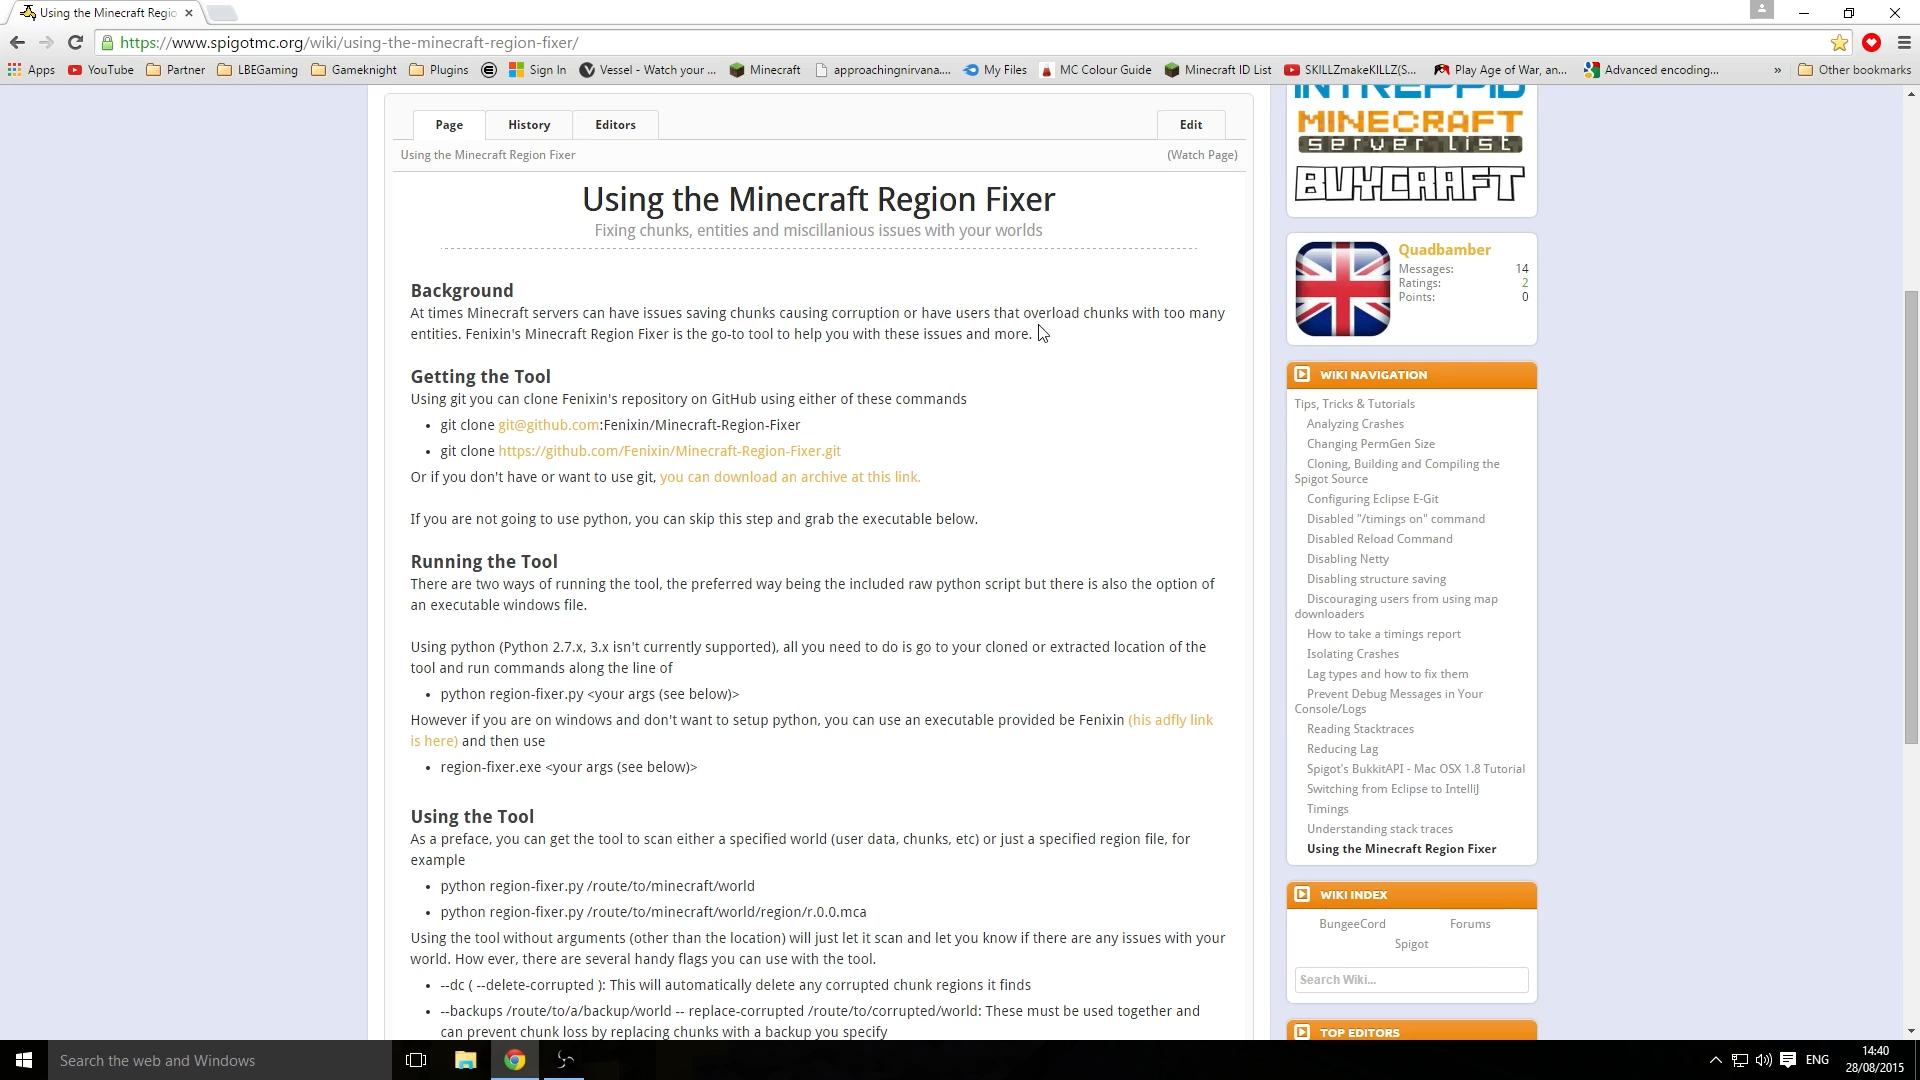 Using the Minecraft Regio
https://www.spigotmc.org/wiki/using-the-minecraft-region-fixer/
Apps YouTube Partner LBEGaming Gameknight Plugins Sign In Vessel - Watch your ... Minecraft approachingnirvana.... My Files MC Colour Guide Minecraft ID List SKILLZmakeKILLZ(S... Play Age of War, an... Advanced encoding... » Other bookmarks
Page History Editors Edit
Using the Minecraft Region Fixer (Watch Page)
Using the Minecraft Region Fixer
Fixing chunks, entities and miscillanious issues with your worlds
Background
At times Minecraft servers can have issues saving chunks causing corruption or have users that overload chunks with too many
entities. Fenixin's Minecraft Region Fixer is the go-to tool to help you with these issues and more.
Getting the Tool
Using git you can clone Fenixin's repository on GitHub using either of these commands
• git clone git@github.com:Fenixin/Minecraft-Region-Fixer
• git clone https://github.com/Fenixin/Minecraft-Region-Fixer.git
Or if you don't have or want to use git, you can download an archive at this link.
If you are not going to use python, you can skip this step and grab the executable below.
Running the Tool
There are two ways of running the tool, the preferred way being the included raw python script but there is also the option of
an executable windows file.
Using python (Python 2.7.x, 3.x isn't currently supported), all you need to do is go to your cloned or extracted location of the
tool and run commands along the line of
• python region-fixer.py <your args (see below)>
However if you are on windows and don't want to setup python, you can use an executable provided be Fenixin (his adfly link
is here) and then use
• region-fixer.exe <your args (see below)>
Using the Tool
As a preface, you can get the tool to scan either a specified world (user data, chunks, etc) or just a specified region file, for
example
• python region-fixer.py /route/to/minecraft/world
• python region-fixer.py /route/to/minecraft/world/region/r.0.0.mca
Using the tool without arguments (other than the location) will just let it scan and let you know if there are any issues with your
world. How ever, there are several handy flags you can use with the tool.
• --dc ( --delete-corrupted ): This will automatically delete any corrupted chunk regions it finds
• --backups /route/to/a/backup/world -- replace-corrupted /route/to/corrupted/world: These must be used together and
can prevent chunk loss by replacing chunks with a backup you specify
INTREPPID
MINECRAFT
server list
BUYCRAFT
Quadbamber
Messages: 14
Ratings: 2
Points: 0
WIKI NAVIGATION
Tips, Tricks & Tutorials
Analyzing Crashes
Changing PermGen Size
Cloning, Building and Compiling the
Spigot Source
Configuring Eclipse E-Git
Disabled "/timings on" command
Disabled Reload Command
Disabling Netty
Disabling structure saving
Discouraging users from using map
downloaders
How to take a timings report
Isolating Crashes
Lag types and how to fix them
Prevent Debug Messages in Your
Console/Logs
Reading Stacktraces
Reducing Lag
Spigot's BukkitAPI - Mac OSX 1.8 Tutorial
Switching from Eclipse to IntelliJ
Timings
Understanding stack traces
Using the Minecraft Region Fixer
WIKI INDEX
BungeeCord Forums
Spigot
Search Wiki...
TOP EDITORS
Search the web and Windows
ENG
14:40
28/08/2015